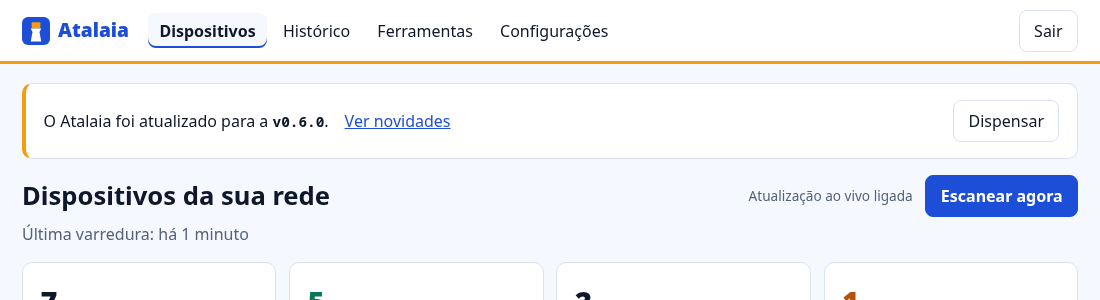 Atalaia
Dispositivos
Histórico
Ferramentas
Configurações
Sair
O Atalaia foi atualizado para a v0.6.0. Ver novidades
Dispensar
Dispositivos da sua rede
Atualização ao vivo ligada
Escanear agora
Última varredura: há 1 minuto